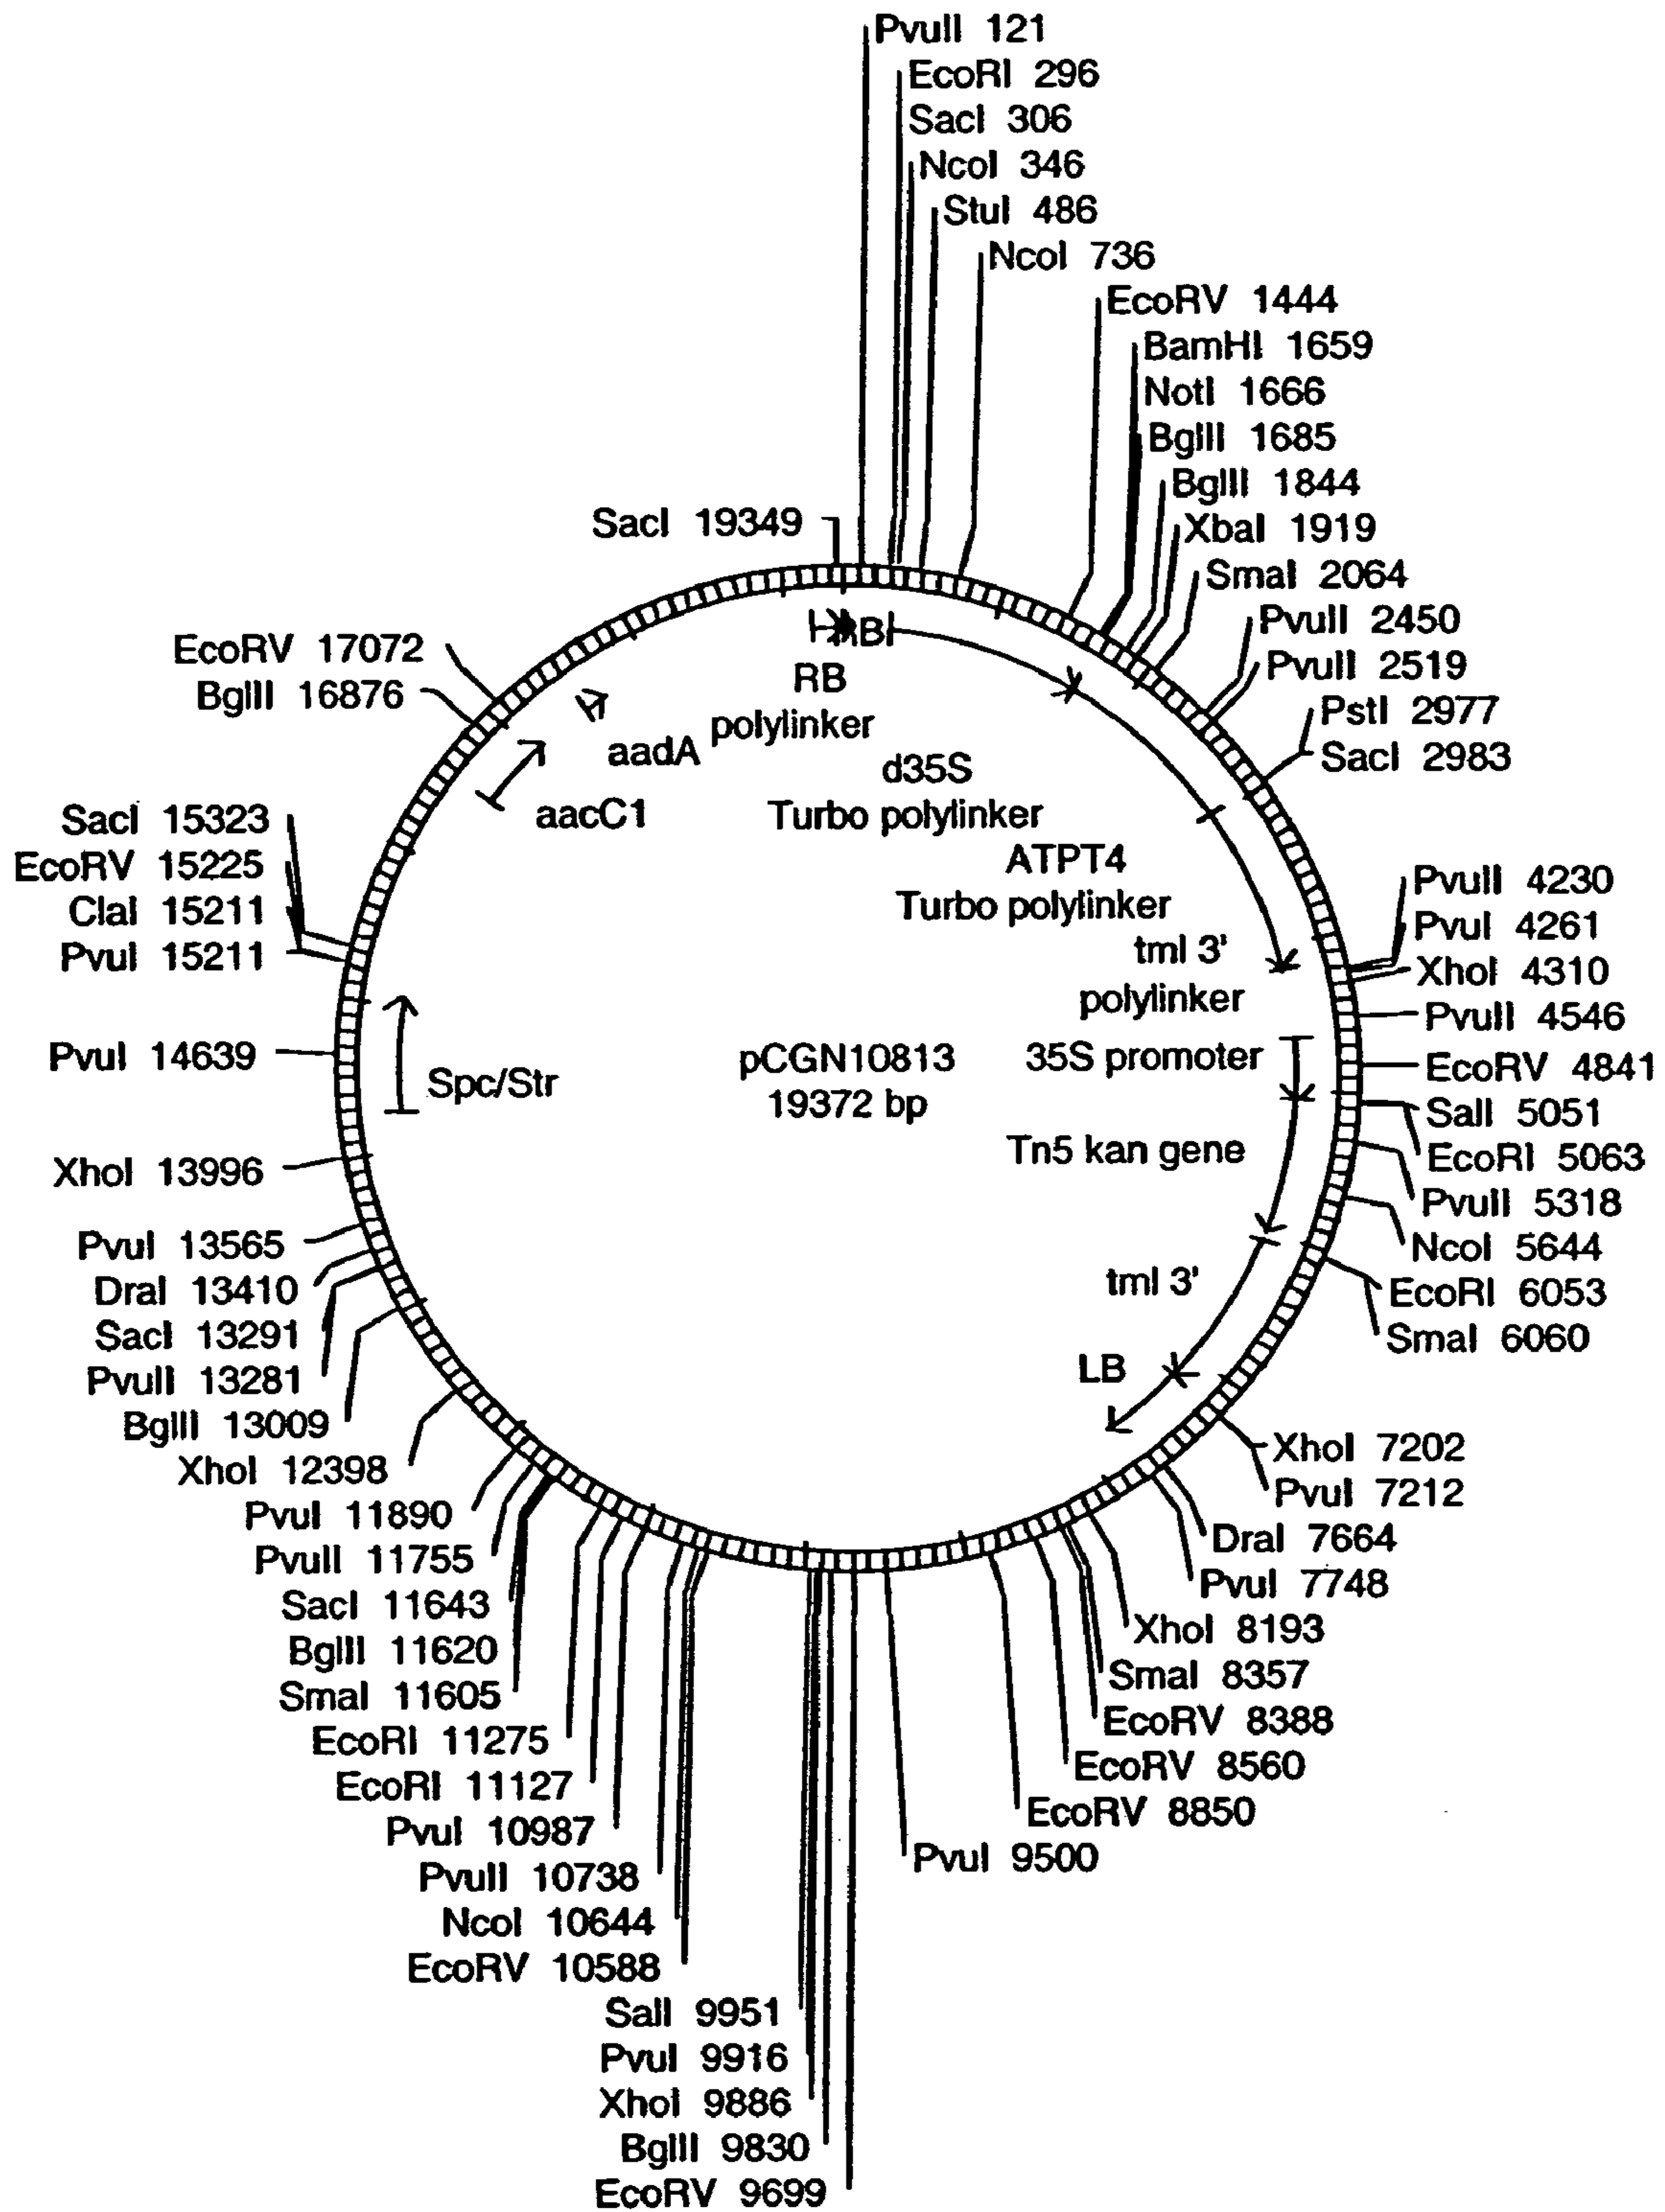 PvuII 121
EcoRI 296
SacI 306
NcoI 346
StuI 486
NcoI 736
EcoRV 1444
BamHI 1659
NotI 1666
BglII 1685
BglII 1844
XbaI 1919
SmaI 2064
PvuII 2450
PvuII 2519
PstI 2977
SacI 2983
PvuII 4230
PvuI 4261
XhoI 4310
PvuII 4546
EcoRV 4841
SalI 5051
EcoRI 5063
PvuII 5318
NcoI 5644
EcoRI 6053
SmaI 6060
XhoI 7202
PvuI 7212
DraI 7664
PvuI 7748
XhoI 8193
SmaI 8357
EcoRV 8388
EcoRV 8560
EcoRV 8850
PvuI 9500
EcoRV 9699
BglII 9830
XhoI 9886
PvuI 9916
SalI 9951
EcoRV 10588
NcoI 10644
PvuII 10738
PvuI 10987
EcoRI 11127
EcoRI 11275
SmaI 11605
BglII 11620
SacI 11643
PvuII 11755
PvuI 11890
XhoI 12398
BglII 13009
PvuII 13281
SacI 13291
DraI 13410
PvuI 13565
XhoI 13996
PvuI 14639
PvuI 15211
ClaI 15211
EcoRV 15225
SacI 15323
BglII 16876
EcoRV 17072
SacI 19349
RB
polylinker
d35S
Turbo polylinker
ATPT4
Turbo polylinker
tml 3'
polylinker
35S promoter
Tn5 kan gene
tml 3'
LB
Spc/Str
aacC1
aadA
pCGN10813
19372 bp